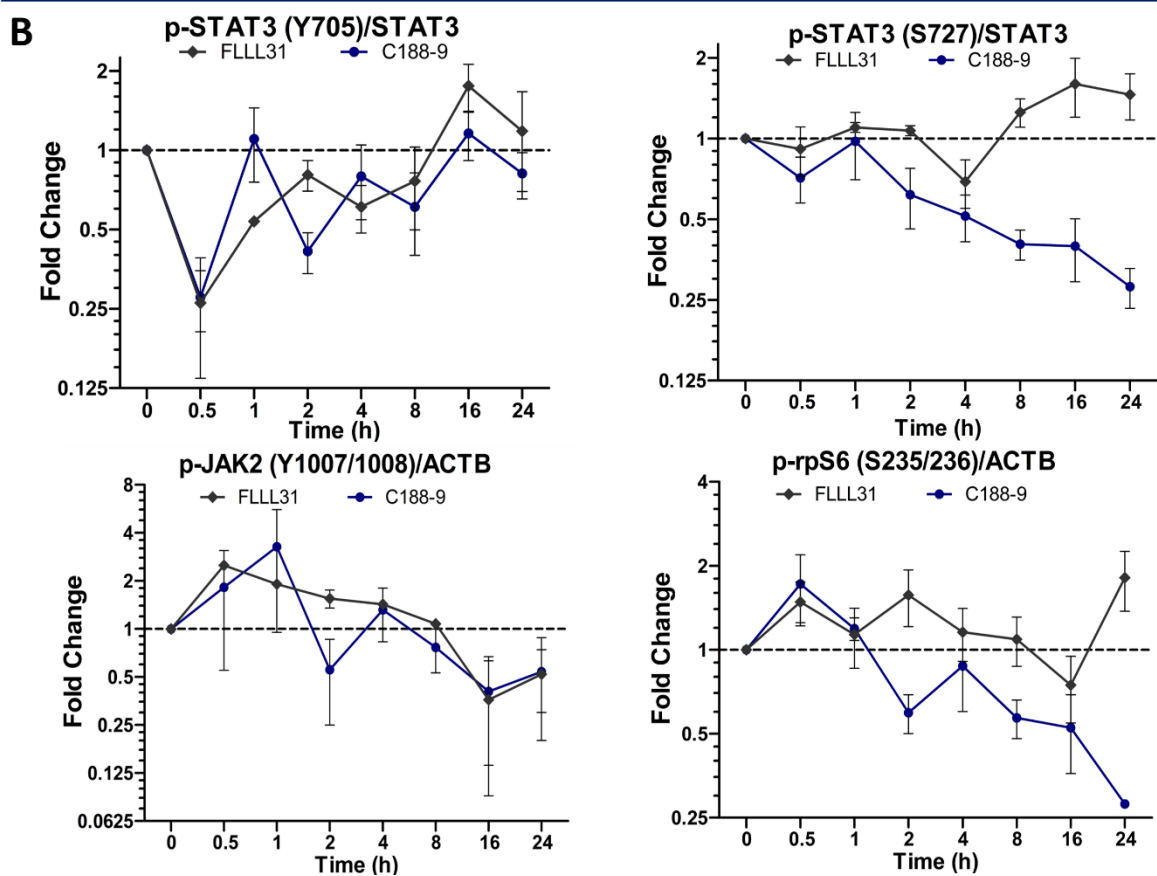 B
p-STAT3 (Y705)/STAT3
FLLL31 C188-9
Fold Change
2
1
0.5
0.25
0.125
0 0.5 1 2 4 8 16 24
Time (h)
p-STAT3 (S727)/STAT3
FLLL31 C188-9
Fold Change
2
1
0.5
0.25
0.125
0 0.5 1 2 4 8 16 24
Time (h)
p-JAK2 (Y1007/1008)/ACTB
FLLL31 C188-9
Fold Change
8
4
2
1
0.5
0.25
0.125
0.0625
0 0.5 1 2 4 8 16 24
Time (h)
p-rpS6 (S235/236)/ACTB
FLLL31 C188-9
Fold Change
4
2
1
0.5
0.25
0 0.5 1 2 4 8 16 24
Time (h)